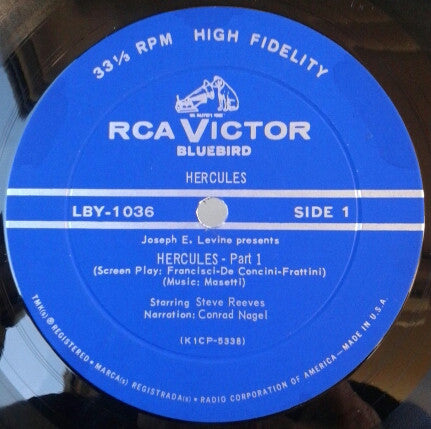 33⅓ RPM HIGH FIDELITY
"HIS MASTER'S VOICE"
RCA VICTOR
BLUEBIRD
HERCULES
LBY-1036 SIDE 1
Joseph E. Levine presents
HERCULES - Part 1
(Screen Play: Francisci-De Concini-Frattini)
(Music: Masetti)
Starring Steve Reeves
Narration: Conrad Nagel
(K1CP-5338)
TMK(s) ® REGISTERED • MARCA(s) REGISTRADA(s) • RADIO CORPORATION OF AMERICA—MADE IN U.S.A.